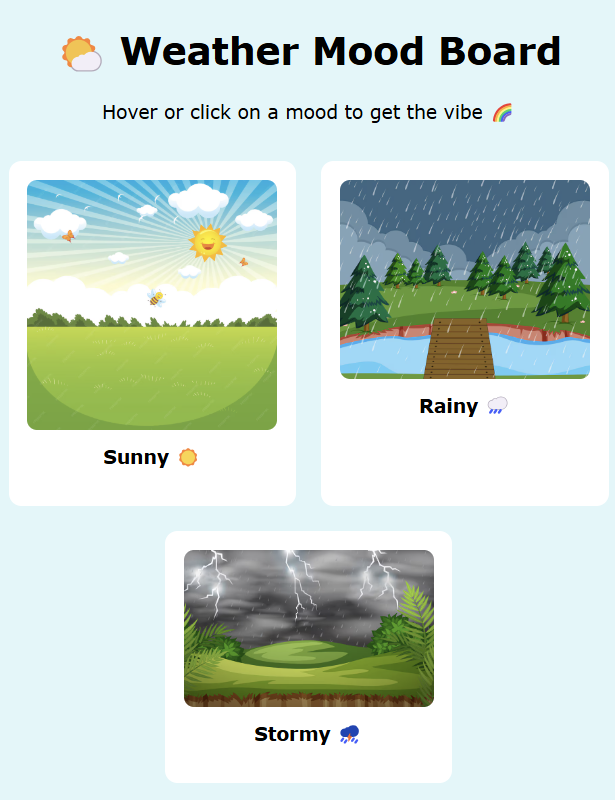 🌤️ Weather Mood Board
Hover or click on a mood to get the vibe 🌈
Sunny ☀️
Rainy 🌧️
Stormy ⛈️